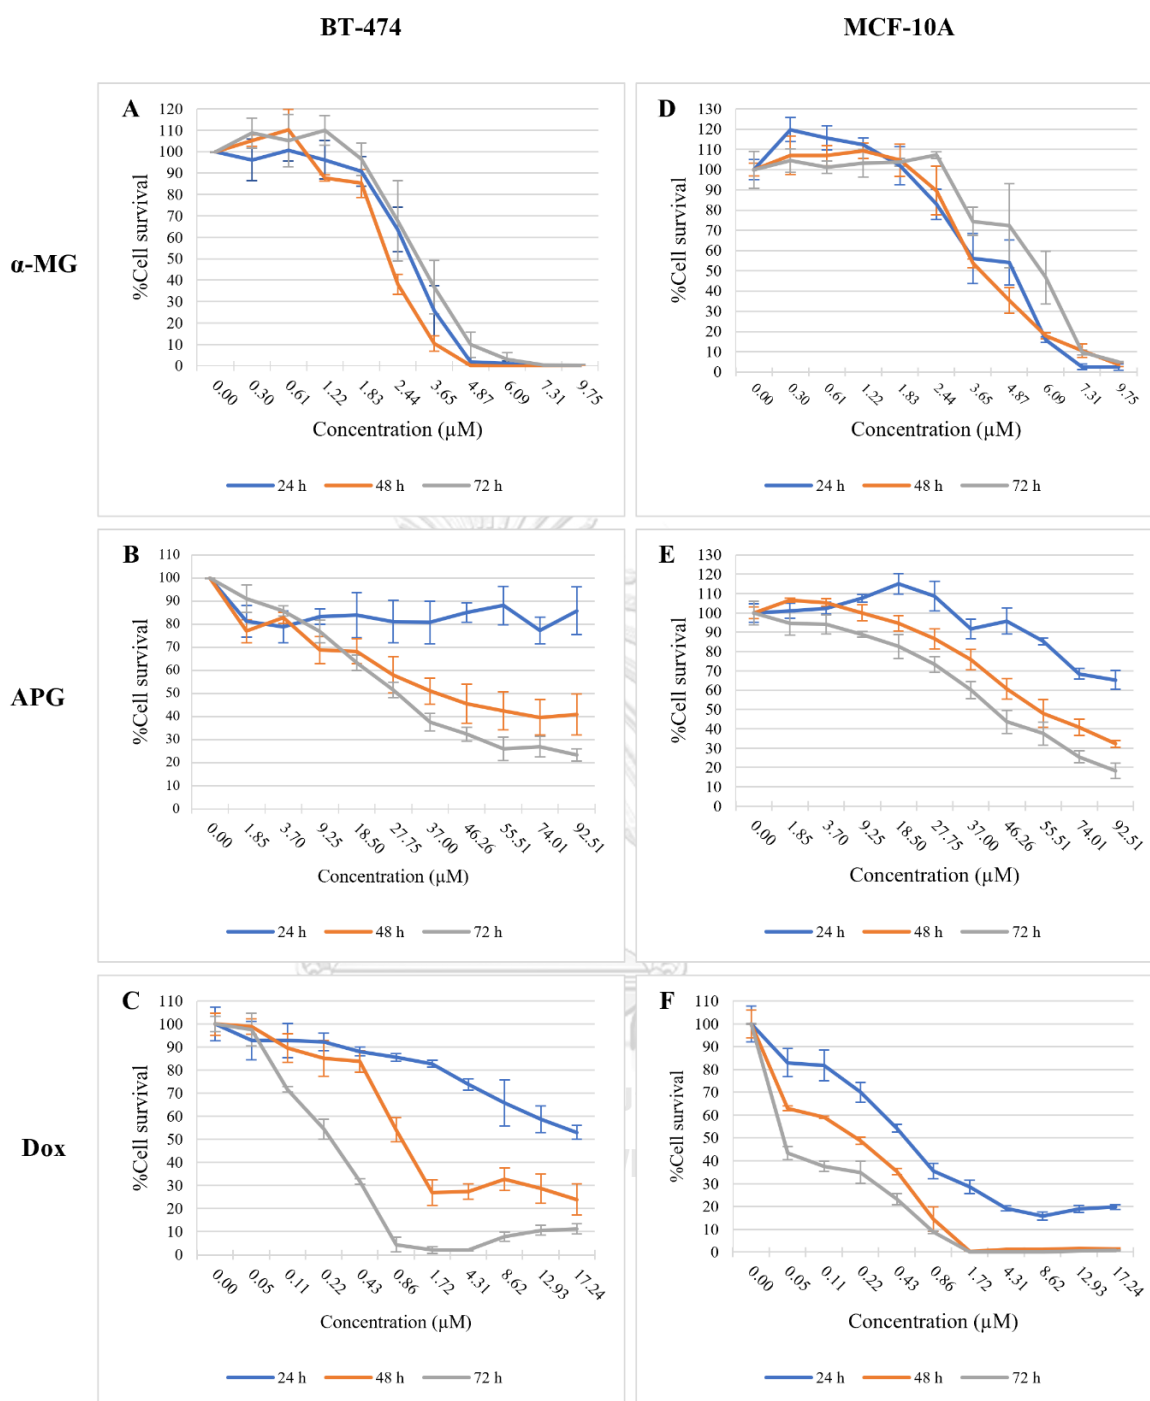 BT-474
MCF-10A
α-MG
A
120
110
100
90
80
70
60
50
40
30
20
10
0
%Cell survival
0.00 0.30 0.61 1.22 1.83 2.44 3.65 4.87 6.09 7.31 9.75
Concentration (µM)
24 h 48 h 72 h
D
130
120
110
100
90
80
70
60
50
40
30
20
10
0
%Cell survival
0.00 0.30 0.61 1.22 1.83 2.44 3.65 4.87 6.09 7.31 9.75
Concentration (µM)
24 h 48 h 72 h
APG
B
110
100
90
80
70
60
50
40
30
20
10
0
%Cell survival
0.00 1.85 3.70 9.25 18.50 27.75 37.00 46.26 55.51 74.01 92.51
Concentration (µM)
24 h 48 h 72 h
E
130
120
110
100
90
80
70
60
50
40
30
20
10
0
%Cell survival
0.00 1.85 3.70 9.25 18.50 27.75 37.00 46.26 55.51 74.01 92.51
Concentration (µM)
24 h 48 h 72 h
Dox
C
110
100
90
80
70
60
50
40
30
20
10
0
%Cell survival
0.00 0.05 0.11 0.22 0.43 0.86 1.72 4.31 8.62 12.93 17.24
Concentration (µM)
24 h 48 h 72 h
F
110
100
90
80
70
60
50
40
30
20
10
0
%Cell survival
0.00 0.05 0.11 0.22 0.43 0.86 1.72 4.31 8.62 12.93 17.24
Concentration (µM)
24 h 48 h 72 h